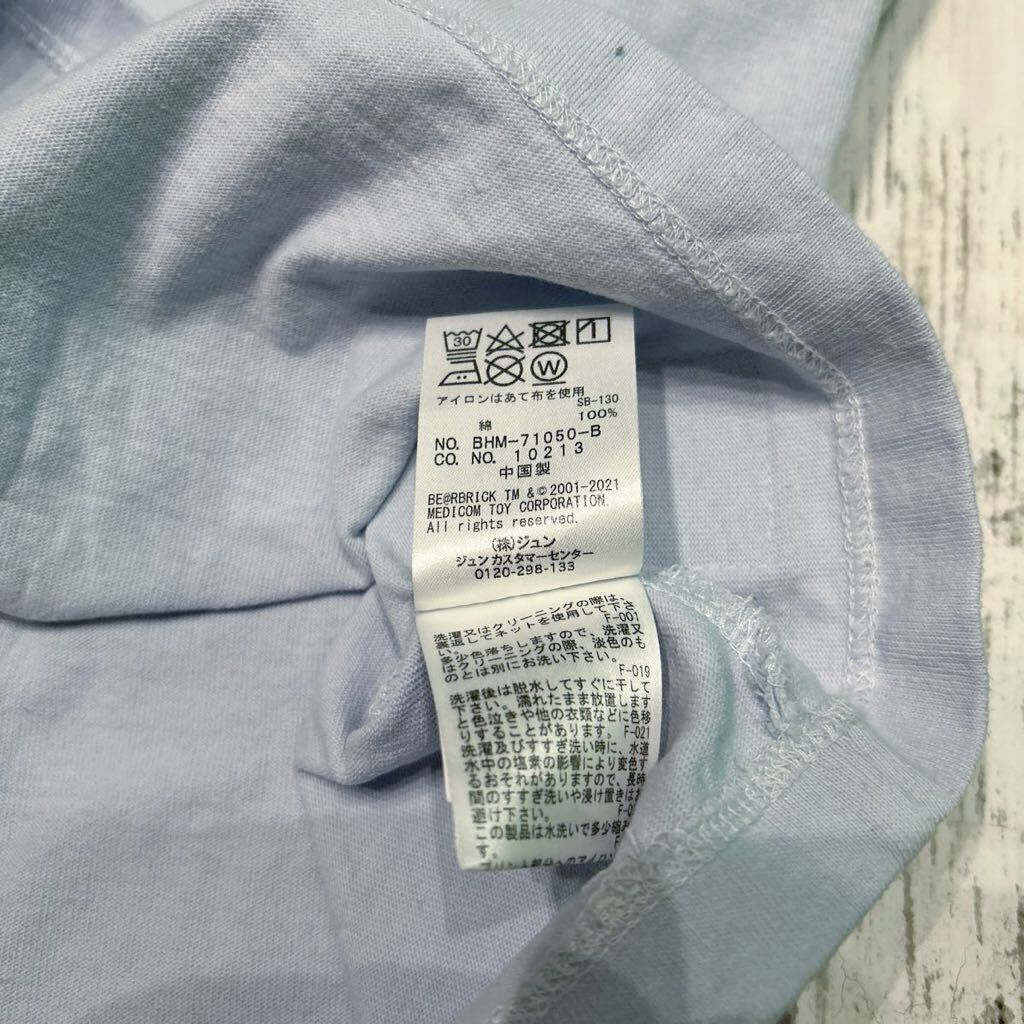 30
W
アイロンはあて布を使用
SB-130
綿 100%
NO. BHM-71050-B
CO. NO. 10213
中国製
BE@RBRICK TM & © 2001-2021
MEDICOM TOY CORPORATION.
All rights reserved.
(株)ジュン
ジュンカスタマーセンター
0120-298-133
洗濯又はクリーニングの際は、
裏返してネットを使用して下さ
い。 F-001
多少色落ちしますので、洗濯又
はクリーニングの際、淡色のも
のとは別にお洗い下さい。
F-019
洗濯後は脱水してすぐに干して
下さい。濡れたまま放置します
と色泣きや他の衣類などに色移
りすることがあります。 F-021
洗濯及びすすぎ洗い時に、水道
水中の塩素の影響により変色す
るおそれがありますので、長時
間のすすぎ洗いや浸け置きはお
避け下さい。
この製品は水洗いで多少縮み
す。